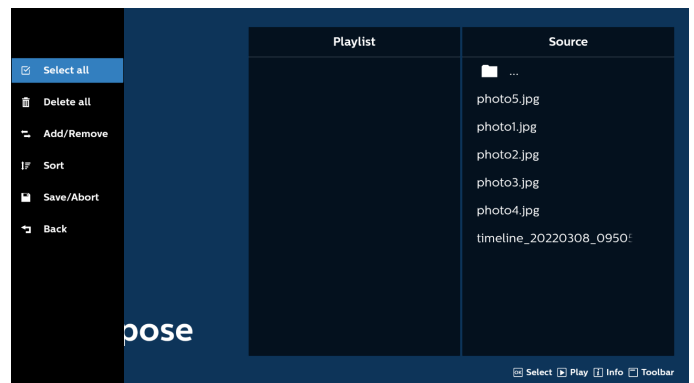 Playlist
Source
Select all
Delete all
Add/Remove
Sort
Save/Abort
Back
...
photo5.jpg
photo1.jpg
photo2.jpg
photo3.jpg
photo4.jpg
timeline_20220308_0950
pose
OK Select Play i Info Toolbar